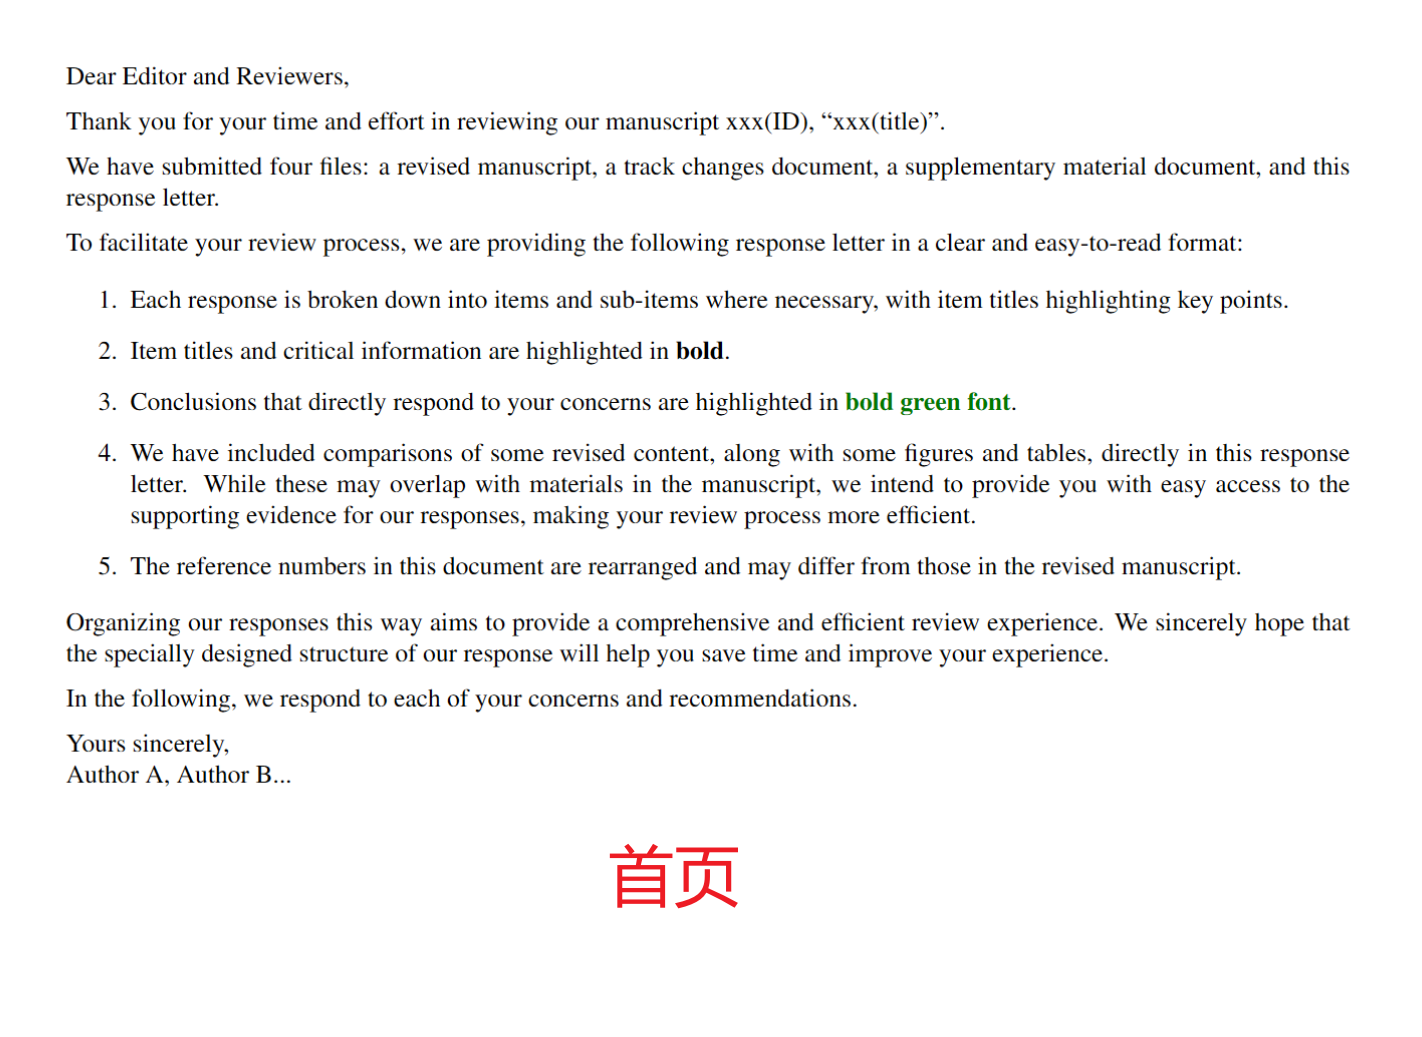 Dear Editor and Reviewers,
Thank you for your time and effort in reviewing our manuscript xxx(ID), “xxx(title)”.
We have submitted four files: a revised manuscript, a track changes document, a supplementary material document, and this
response letter.
To facilitate your review process, we are providing the following response letter in a clear and easy-to-read format:
1. Each response is broken down into items and sub-items where necessary, with item titles highlighting key points.
2. Item titles and critical information are highlighted in bold.
3. Conclusions that directly respond to your concerns are highlighted in bold green font.
4. We have included comparisons of some revised content, along with some figures and tables, directly in this response
letter. While these may overlap with materials in the manuscript, we intend to provide you with easy access to the
supporting evidence for our responses, making your review process more efficient.
5. The reference numbers in this document are rearranged and may differ from those in the revised manuscript.
Organizing our responses this way aims to provide a comprehensive and efficient review experience. We sincerely hope that
the specially designed structure of our response will help you save time and improve your experience.
In the following, we respond to each of your concerns and recommendations.
Yours sincerely,
Author A, Author B...
首页